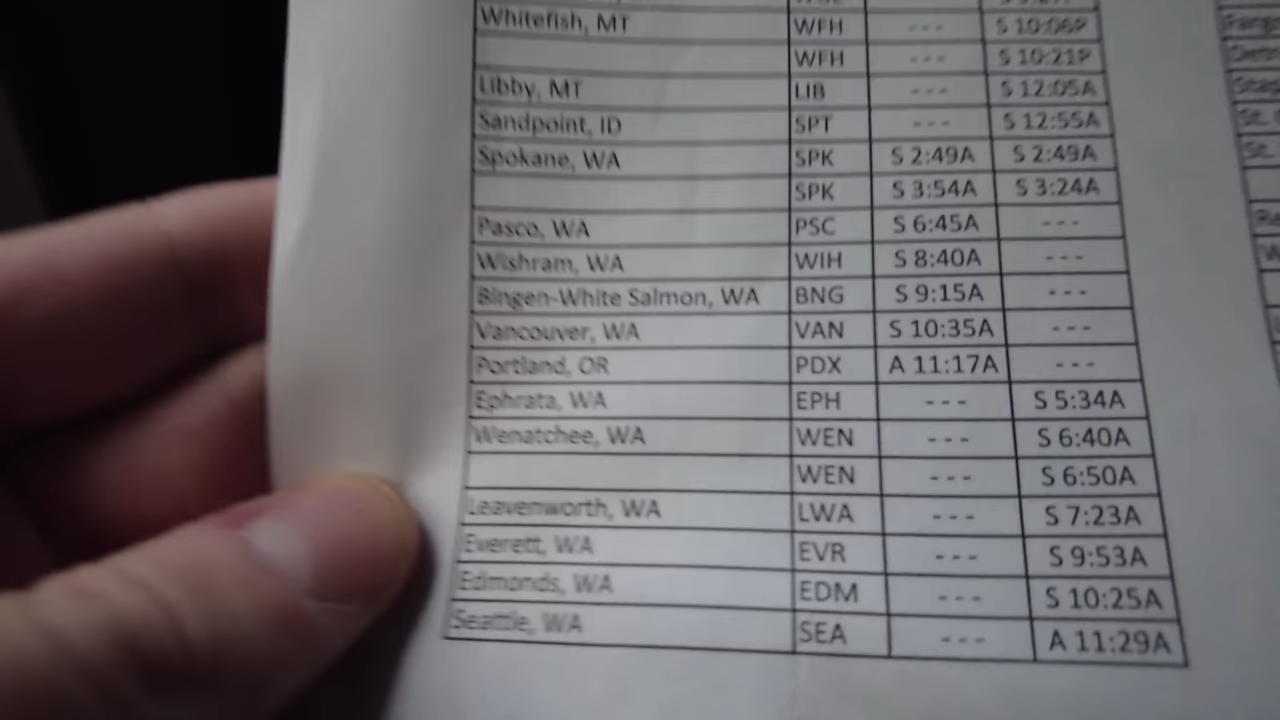 Whitefish, MT WFH --- S 10:06P
WFH --- S 10:21P
Libby, MT LIB --- S 12:05A
Sandpoint, ID SPT --- S 12:55A
Spokane, WA SPK S 2:49A S 2:49A
SPK S 3:54A S 3:24A
Pasco, WA PSC S 6:45A ---
Wishram, WA WIH S 8:40A ---
Bingen-White Salmon, WA BNG S 9:15A ---
Vancouver, WA VAN S 10:35A ---
Portland, OR PDX A 11:17A ---
Ephrata, WA EPH --- S 5:34A
Wenatchee, WA WEN --- S 6:40A
WEN --- S 6:50A
Leavenworth, WA LWA --- S 7:23A
Everett, WA EVR --- S 9:53A
Edmonds, WA EDM --- S 10:25A
Seattle, WA SEA --- A 11:29A
St.
St.